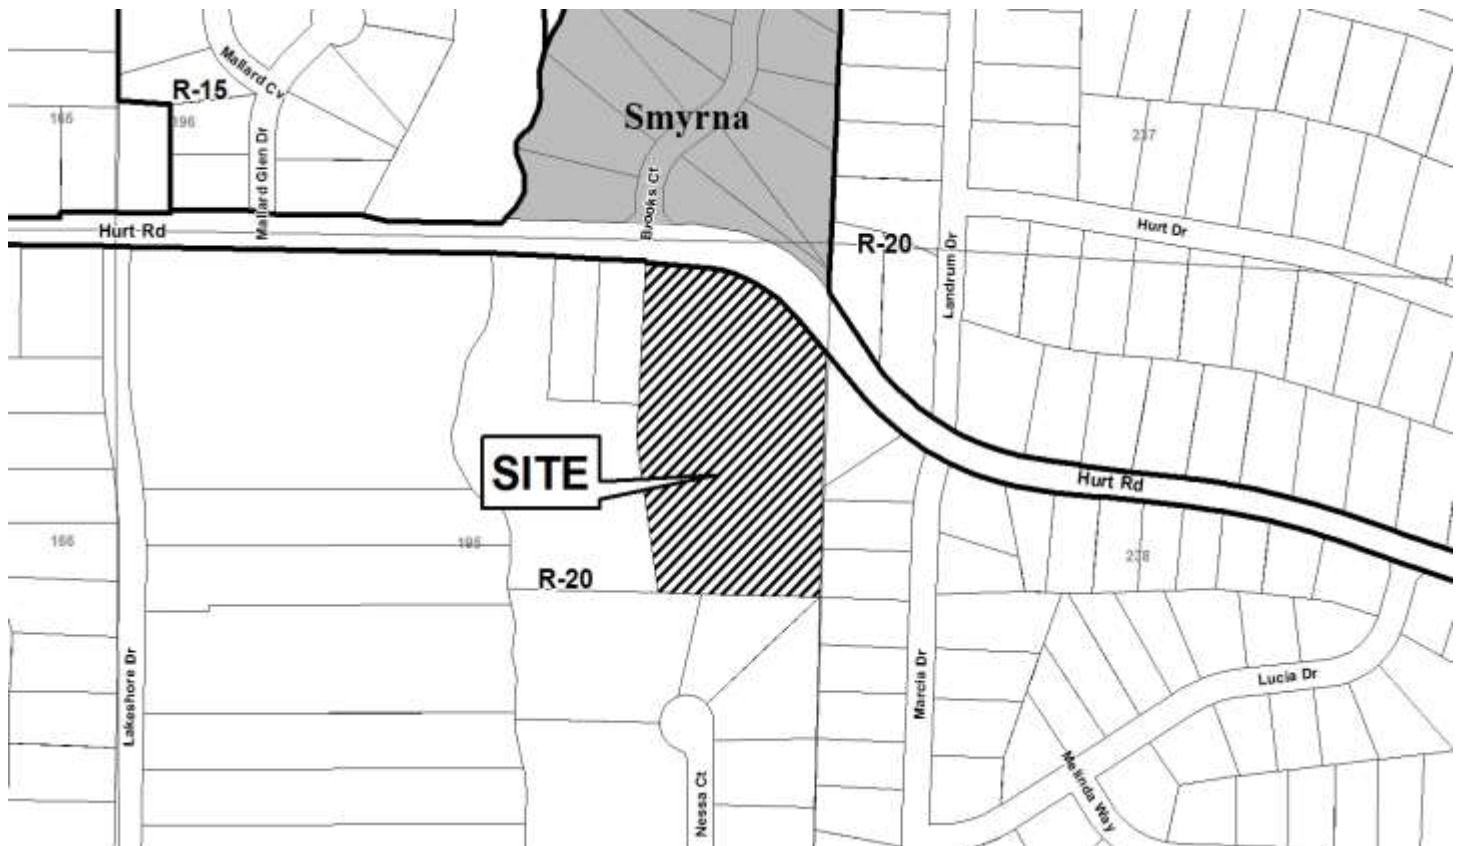 Mallard Cv
R-15
166
196
Smyrna
237
Mallard Glen Dr
Brooks Ct
Hurt Rd
Hurt Dr
R-20
Landrum Dr
SITE
Hurt Rd
166
195
238
R-20
Lakeshore Dr
Marcia Dr
Lucia Dr
Melinda Way
Nessa Ct